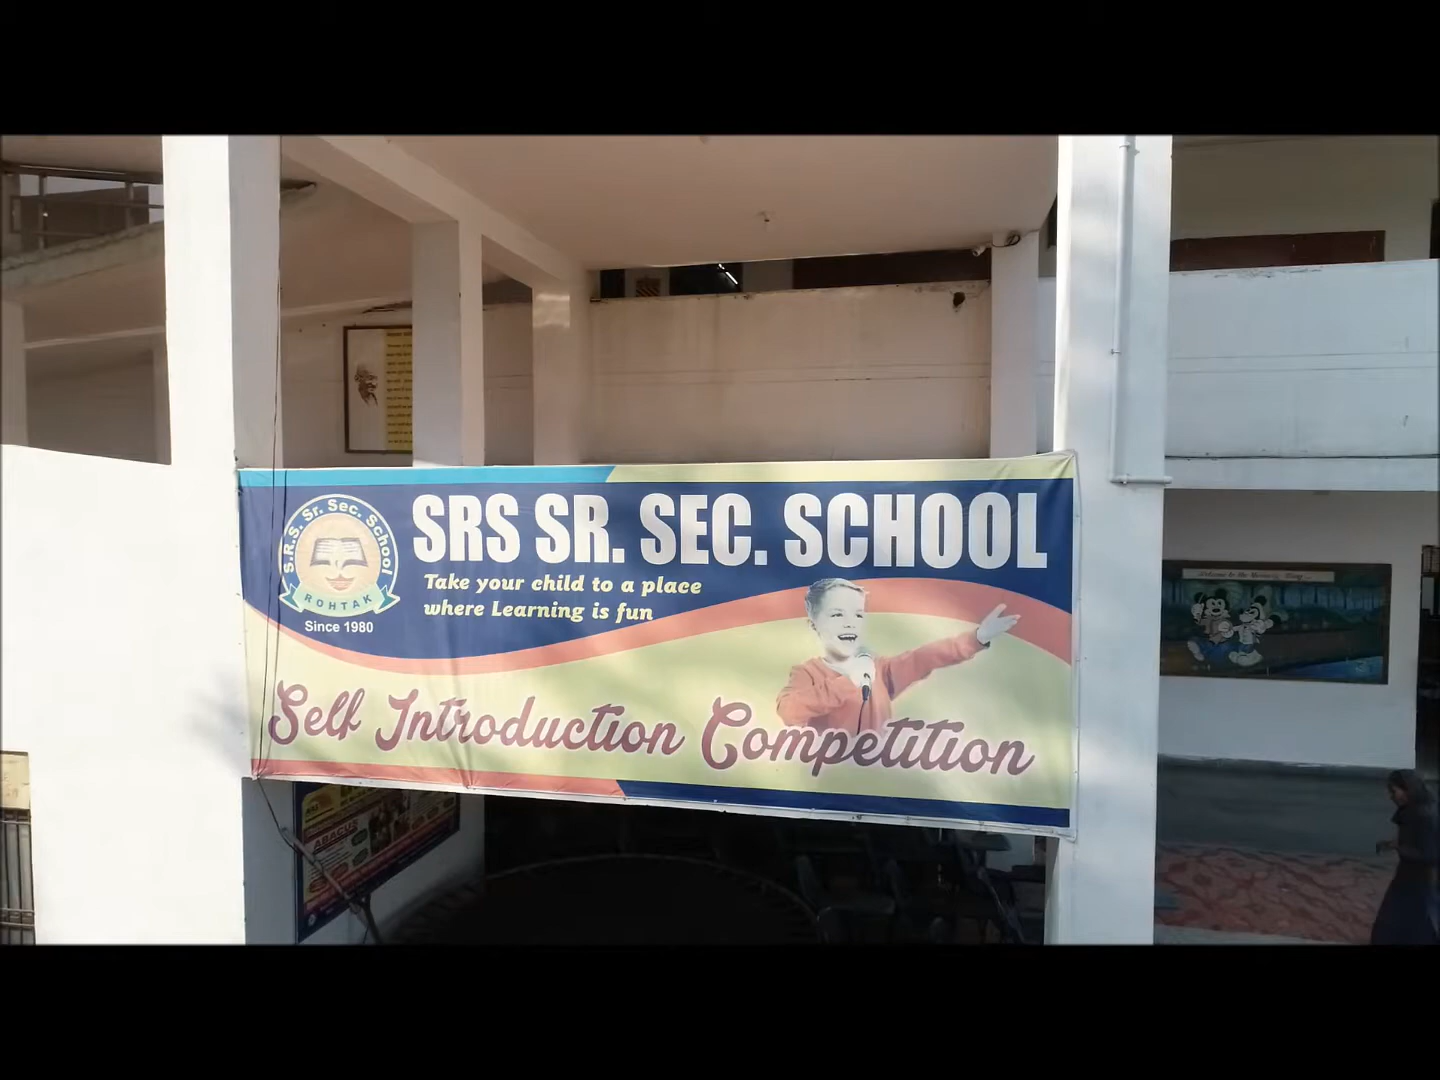 S.R.S. Sr. Sec. School
ROHTAK
Since 1980
SRS SR. SEC. SCHOOL
Take your child to a place
where Learning is fun
Self Introduction Competition
ABACUS